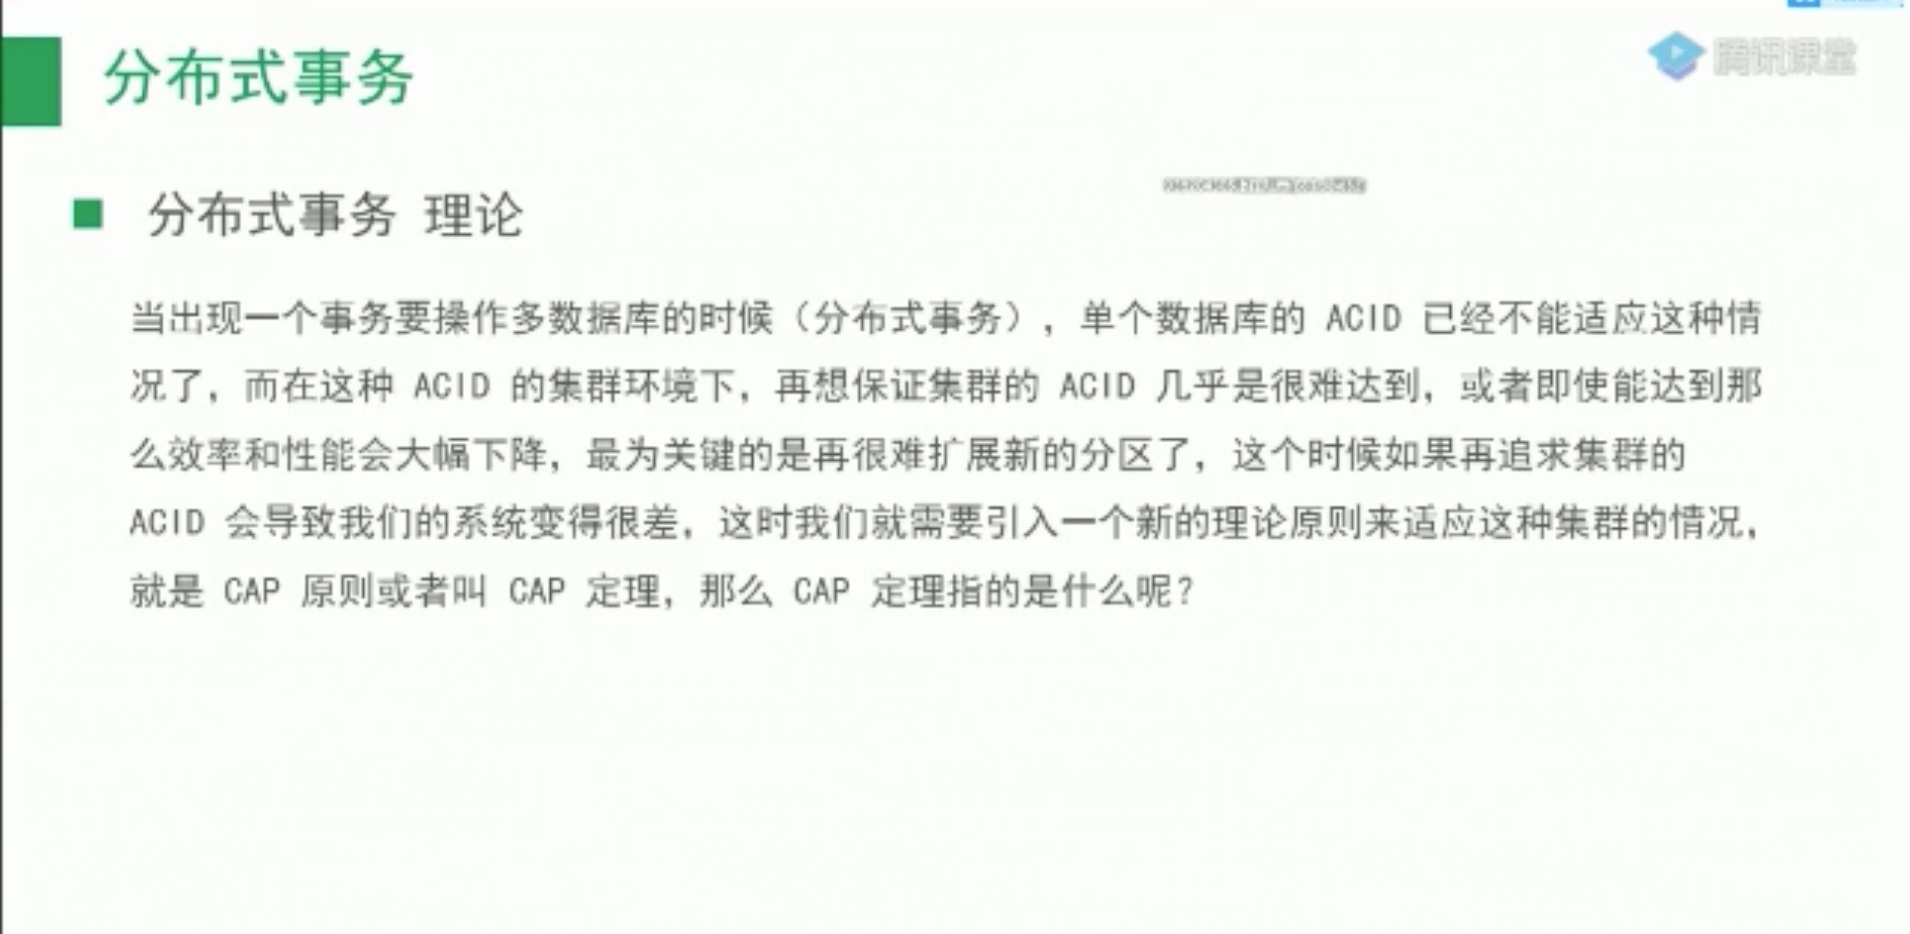 分布式事务
腾讯课堂
分布式事务 理论
当出现一个事务要操作多数据库的时候（分布式事务），单个数据库的 ACID 已经不能适应这种情
况了，而在这种 ACID 的集群环境下，再想保证集群的 ACID 几乎是很难达到，或者即使能达到那
么效率和性能会大幅下降，最为关键的是再很难扩展新的分区了，这个时候如果再追求集群的
ACID 会导致我们的系统变得很差，这时我们就需要引入一个新的理论原则来适应这种集群的情况，
就是 CAP 原则或者叫 CAP 定理，那么 CAP 定理指的是什么呢？